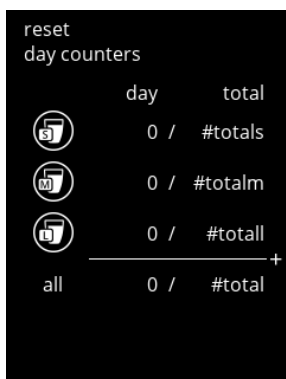 reset
day counters
day total
S 0 / #totals
M 0 / #totalm
L 0 / #totall
+
all 0 / #total